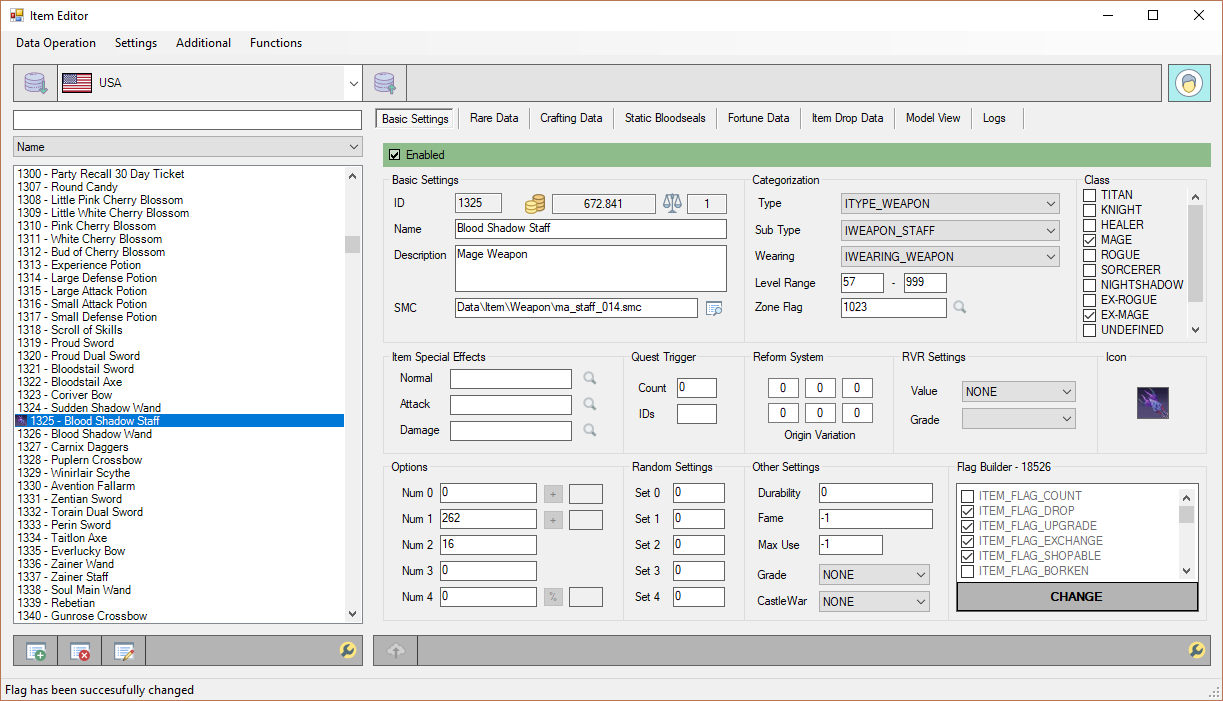 Item Editor
Data Operation Settings Additional Functions
USA
Name
1300 - Party Recall 30 Day Ticket
1307 - Round Candy
1308 - Little Pink Cherry Blossom
1309 - Little White Cherry Blossom
1310 - Pink Cherry Blossom
1311 - White Cherry Blossom
1312 - Bud of Cherry Blossom
1313 - Experience Potion
1314 - Large Defense Potion
1315 - Large Attack Potion
1316 - Small Attack Potion
1317 - Small Defense Potion
1318 - Scroll of Skills
1319 - Proud Sword
1320 - Proud Dual Sword
1321 - Bloodstail Sword
1322 - Bloodstail Axe
1323 - Coriver Bow
1324 - Sudden Shadow Wand
1325 - Blood Shadow Staff
1326 - Blood Shadow Wand
1327 - Carnix Daggers
1328 - Puplern Crossbow
1329 - Winirlair Scythe
1330 - Avention Fallarm
1331 - Zentian Sword
1332 - Torain Dual Sword
1333 - Perin Sword
1334 - Taitlon Axe
1335 - Everlucky Bow
1336 - Zainer Wand
1337 - Zainer Staff
1338 - Soul Main Wand
1339 - Rebetian
1340 - Gunrose Crossbow
Basic Settings Rare Data Crafting Data Static Bloodseals Fortune Data Item Drop Data Model View Logs
Enabled
Basic Settings
ID 1325 672.841 1
Name Blood Shadow Staff
Description Mage Weapon
SMC Data\Item\Weapon\ma_staff_014.smc
Categorization
Type ITYPE_WEAPON
Sub Type IWEAPON_STAFF
Wearing IWEARING_WEAPON
Level Range 57 - 999
Zone Flag 1023
Class
TITAN
KNIGHT
HEALER
MAGE
ROGUE
SORCERER
NIGHTSHADOW
EX-ROGUE
EX-MAGE
UNDEFINED
Item Special Effects
Normal
Attack
Damage
Quest Trigger
Count 0
IDs
Reform System
0 0 0
0 0 0
Origin Variation
RVR Settings
Value NONE
Grade
Icon
Options
Num 0 0 +
Num 1 262 +
Num 2 16
Num 3 0
Num 4 0 %
Random Settings
Set 0 0
Set 1 0
Set 2 0
Set 3 0
Set 4 0
Other Settings
Durability 0
Fame -1
Max Use -1
Grade NONE
CastleWar NONE
Flag Builder - 18526
ITEM_FLAG_COUNT
ITEM_FLAG_DROP
ITEM_FLAG_UPGRADE
ITEM_FLAG_EXCHANGE
ITEM_FLAG_SHOPABLE
ITEM_FLAG_BORKEN
CHANGE
Flag has been succesufully changed